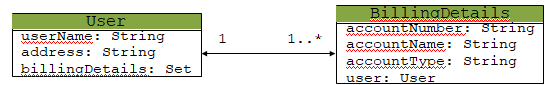 User
userName: String
address: String
billingDetails: Set
1
1..*
BillingDetails
accountNumber: String
accountName: String
accountType: String
user: User